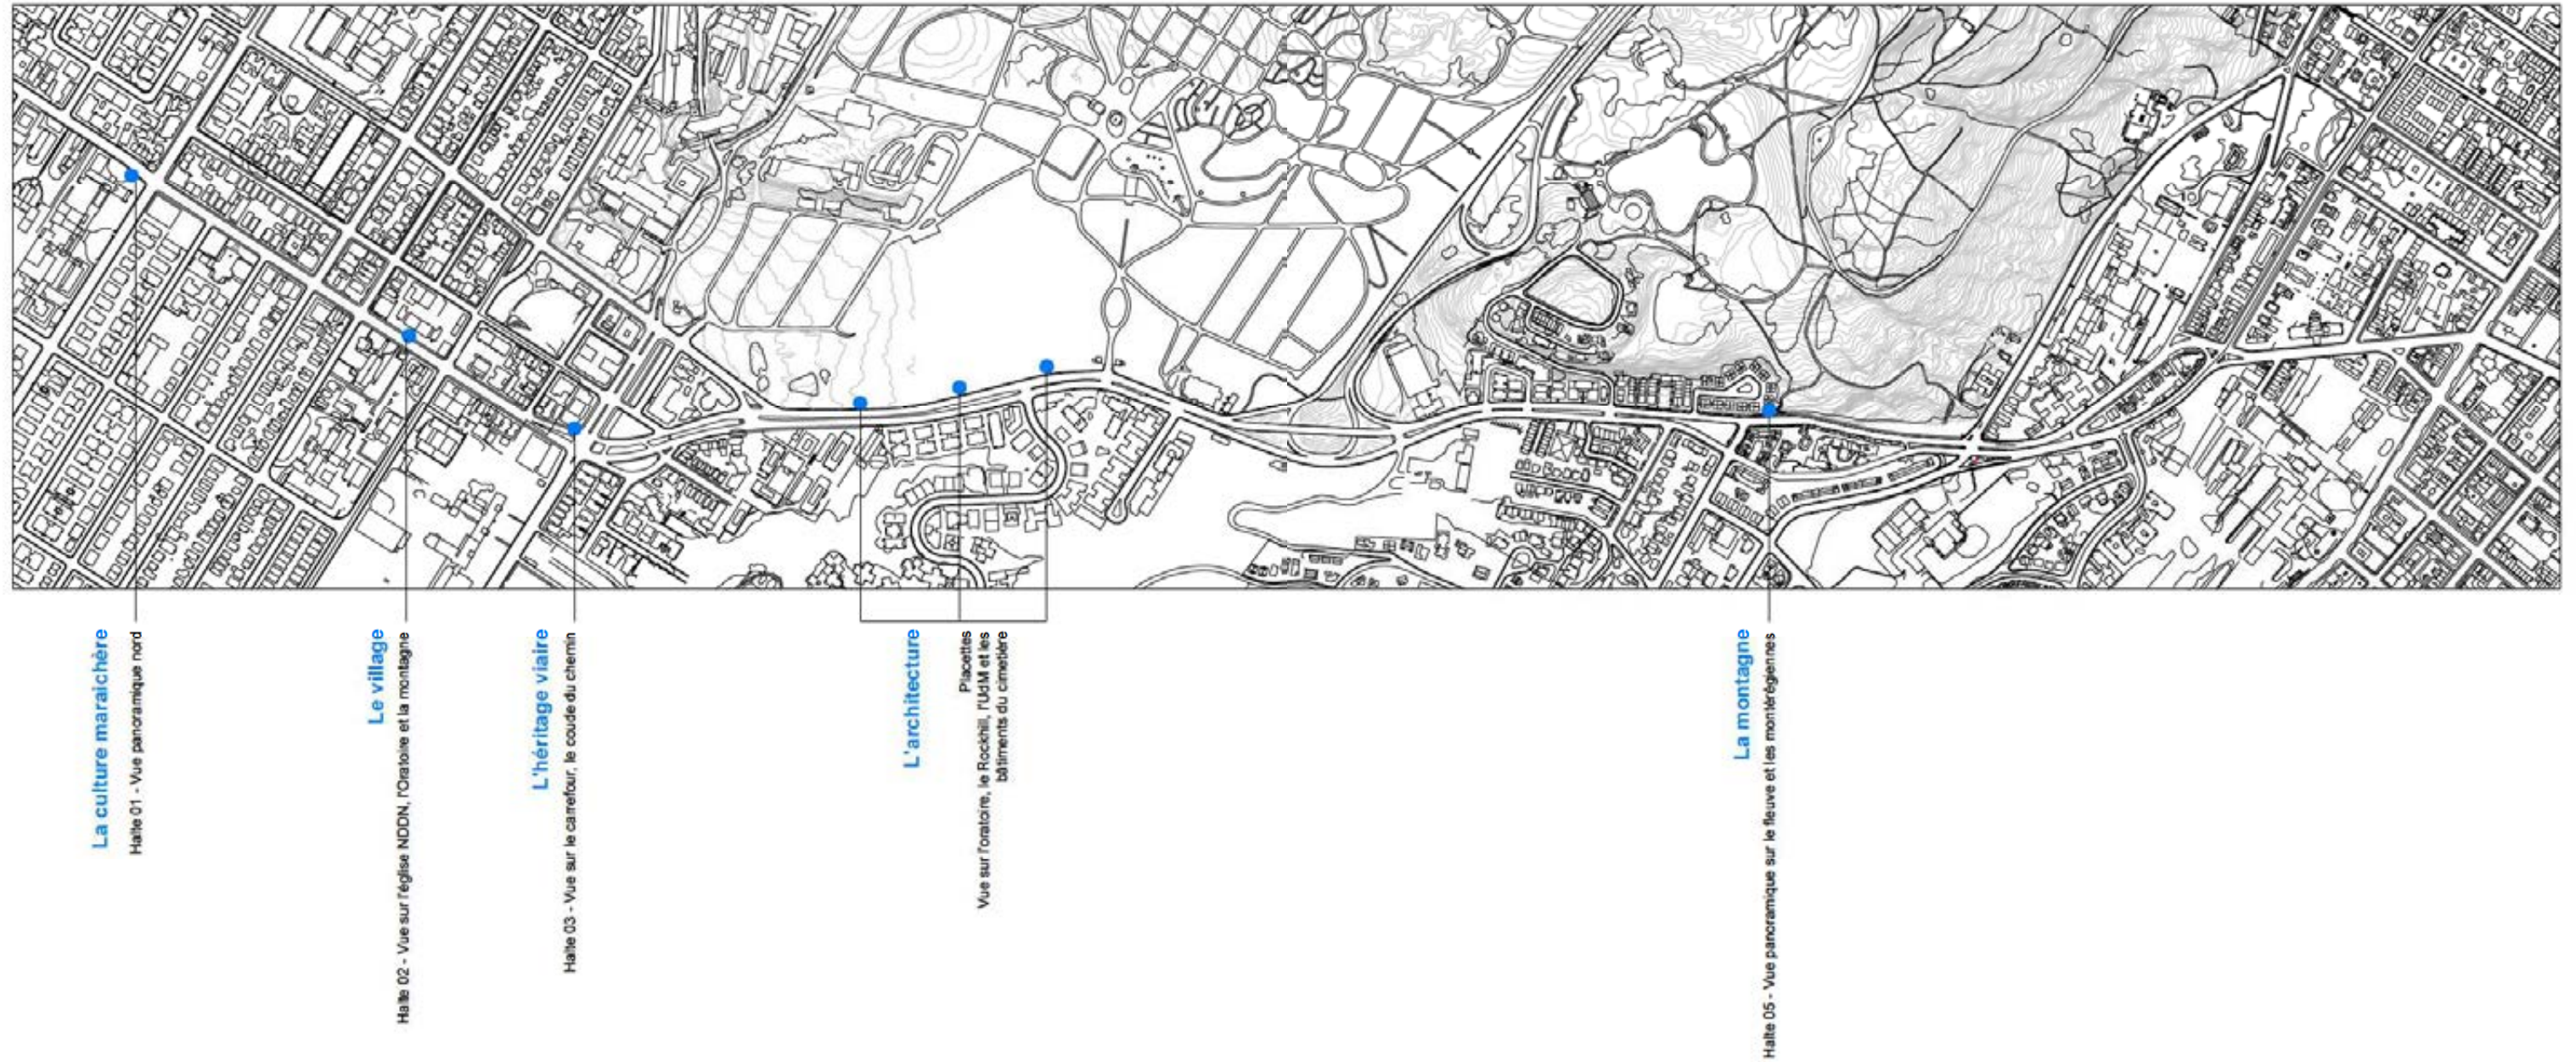 La culture maraichère
Halte 01 - Vue panoramique nord
Le village
Halte 02 - Vue sur l'église NDDN, l'Oratoire et la montagne
L'héritage viaire
Halte 03 - Vue sur le carrefour, le coude du chemin
L'architecture
Placettes
Vue sur l'oratoire, le Rockhill, l'UdM et les
bâtiments du cimetière
La montagne
Halte 05 - Vue panoramique sur le fleuve et les montérégiennes